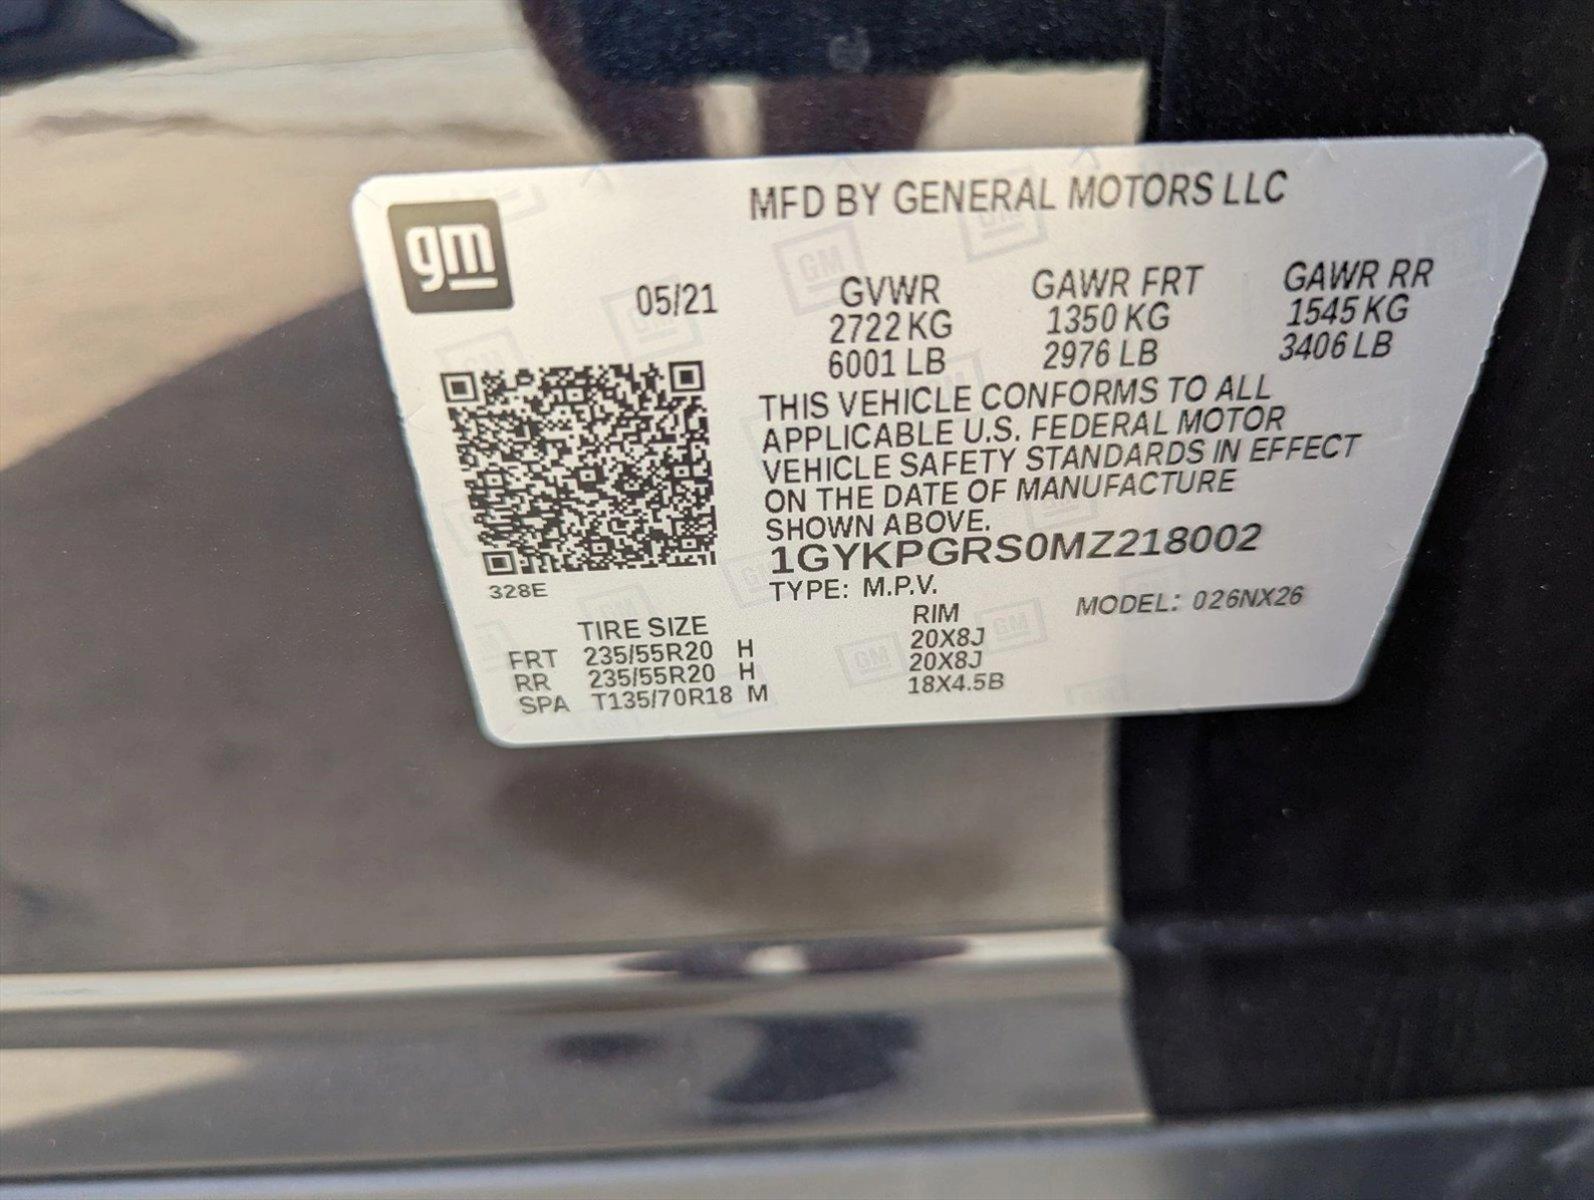 MFD BY GENERAL MOTORS LLC
gm
05/21 GVWR GAWR FRT GAWR RR
2722 KG 1350 KG 1545 KG
6001 LB 2976 LB 3406 LB
THIS VEHICLE CONFORMS TO ALL
APPLICABLE U.S. FEDERAL MOTOR
VEHICLE SAFETY STANDARDS IN EFFECT
ON THE DATE OF MANUFACTURE
SHOWN ABOVE.
1GYKPGRS0MZ218002
328E
TYPE: M.P.V. MODEL: 026NX26
TIRE SIZE RIM
FRT 235/55R20 H 20X8J
RR 235/55R20 H 20X8J
SPA T135/70R18 M 18X4.5B